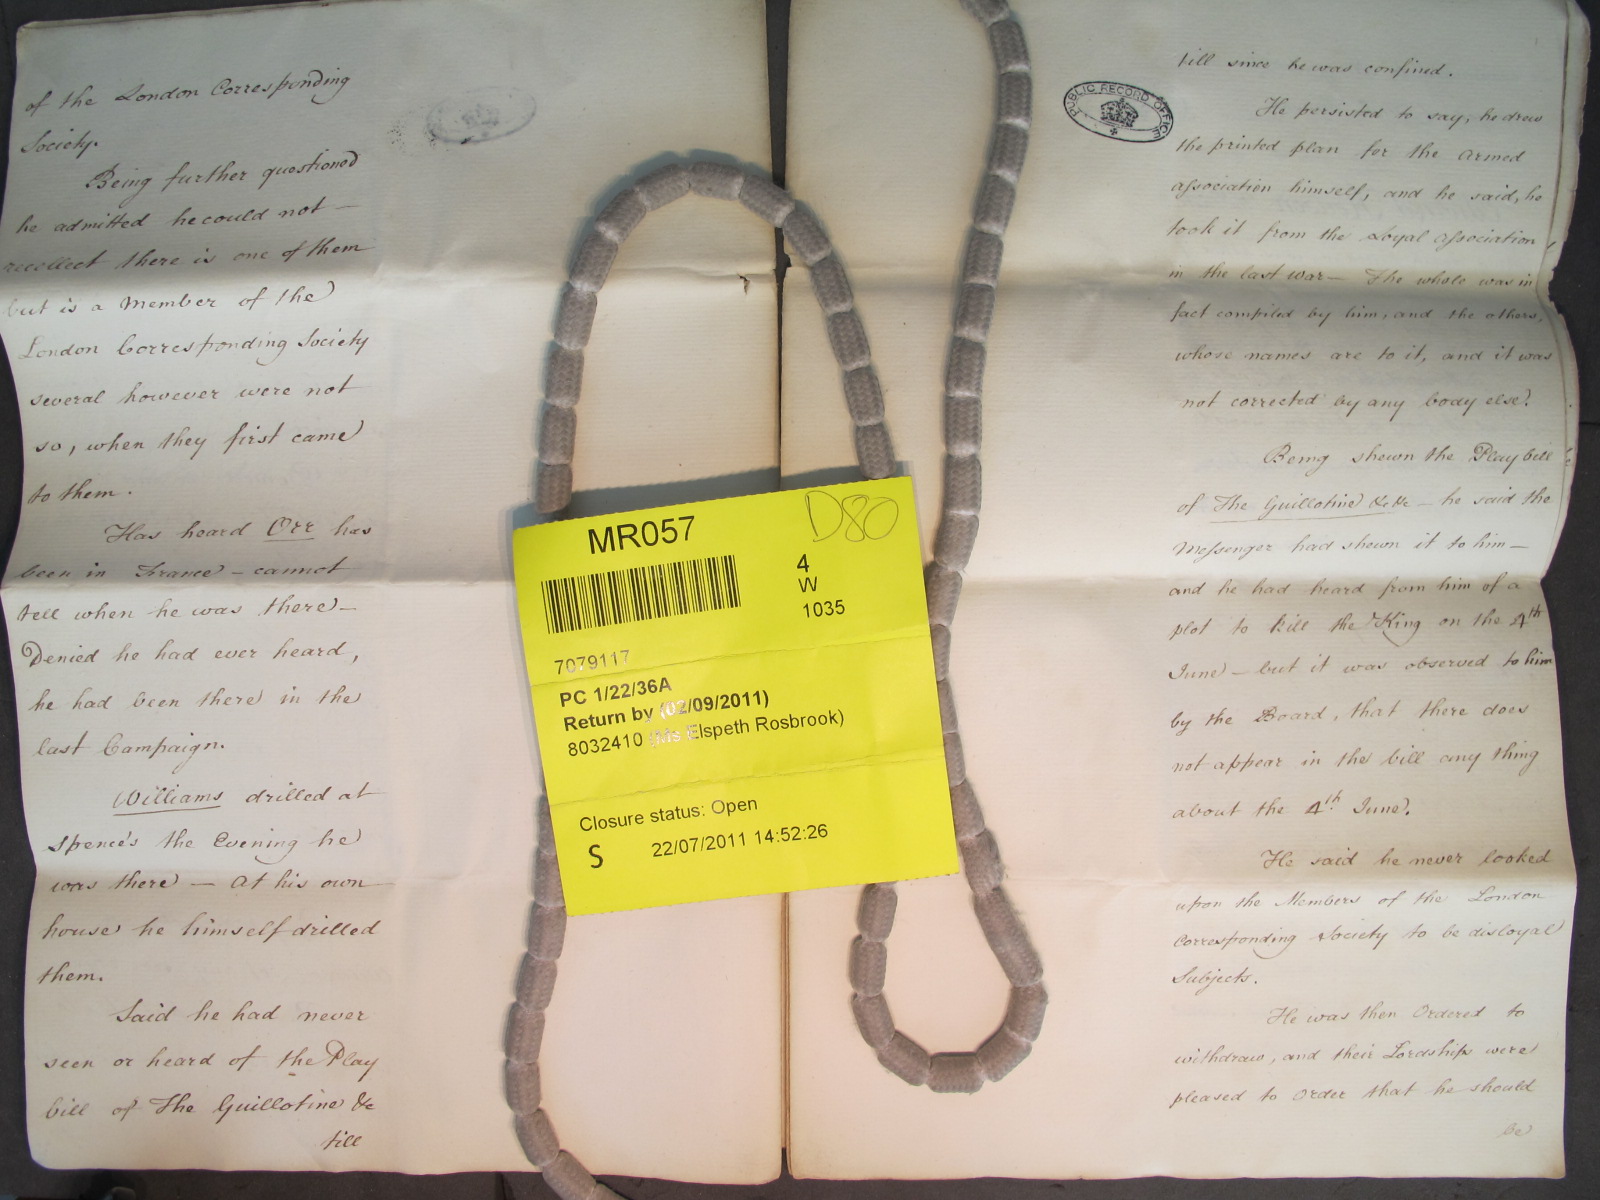 of the London Corresponding
Society.
Being further questioned
he admitted he could not —
recollect there is one of them
but is a Member of the
London Corresponding Society
several however were not
so, when they first came
to them.
Has heard Orr has
been in France — cannot
tell when he was there —
Denied he had ever heard,
he had been there in the
last Campaign.
Williams drilled at
Spence's the Evening he
was there — At his own
house he himself drilled
them.
Said he had never
seen or heard of the Play
bill of The Guillotine &c
till
MR057
D80
4
W
1035
7079117
PC 1/22/36A
Return by (02/09/2011)
8032410 (Ms Elspeth Rosbrook)
Closure status: Open
S 22/07/2011 14:52:26
PUBLIC RECORD OFFICE
till since he was confined.
He persisted to say, he drew
the printed plan for the armed
association himself, and he said, he
took it from the Loyal association
in the last war — The whole was in
fact compiled by him, and the others,
whose names are to it, and it was
not corrected by any body else.
Being shewn the Play bill
of The Guillotine &c &c — he said the
Messenger had shewn it to him —
and he had heard from him of a
plot to kill the King on the 4th
June — but it was observed to him
by the Board, that there does
not appear in the bill any thing
about the 4th June.
He said he never looked
upon the Members of the London
Corresponding Society to be disloyal
Subjects.
He was then Ordered to
withdraw, and their Lordships were
pleased to order that he should
be